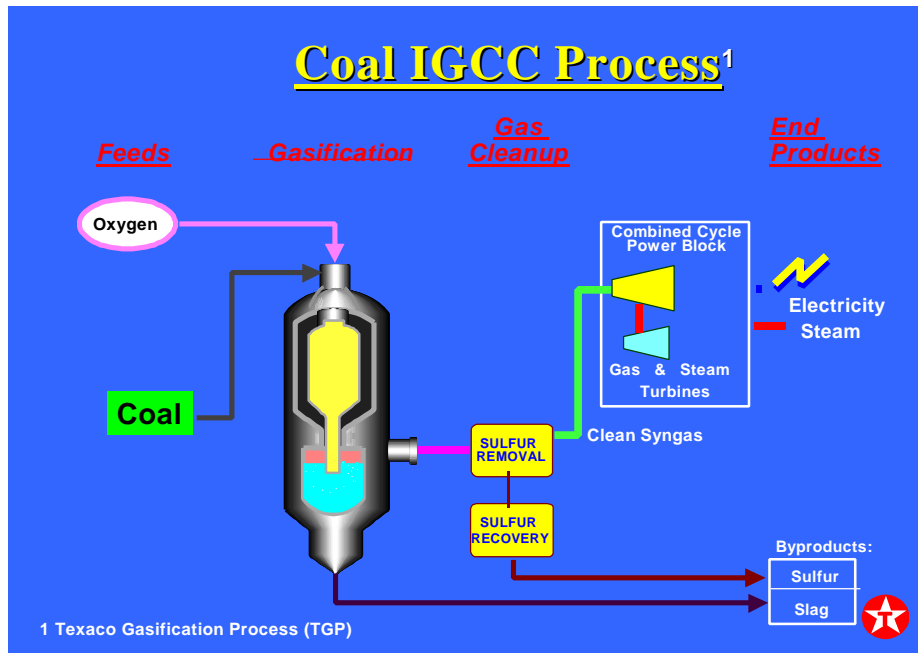 Coal IGCC Process1
Feeds
Gasification
Gas
Cleanup
End
Products
Oxygen
Coal
SULFUR
REMOVAL
SULFUR
RECOVERY
Clean Syngas
Combined Cycle
Power Block
Gas & Steam
Turbines
Electricity
Steam
Byproducts:
Sulfur
Slag
T
1 Texaco Gasification Process (TGP)